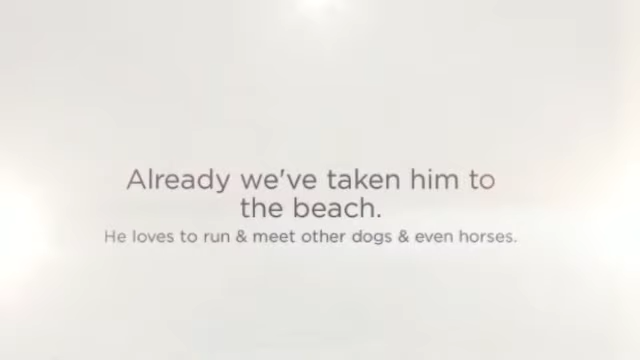 Already we've taken him to
the beach.
He loves to run & meet other dogs & even horses.